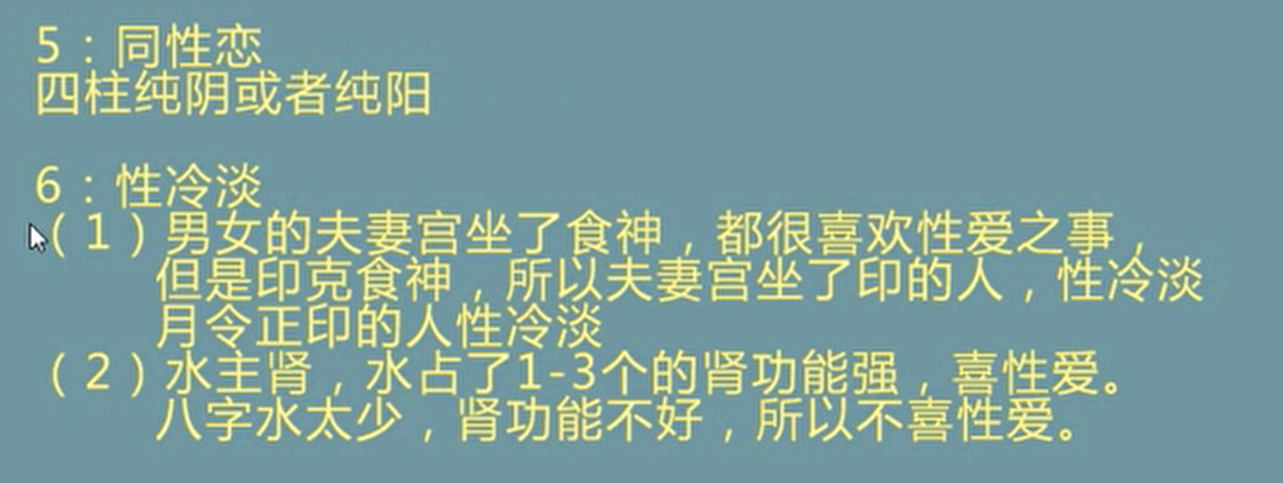 5：同性恋
四柱纯阴或者纯阳
6：性冷淡
（1）男女的夫妻宫坐了食神，都很喜欢性爱之事，
但是印克食神，所以夫妻宫坐了印的人，性冷淡
月令正印的人性冷淡
（2）水主肾，水占了1-3个的肾功能强，喜性爱。
八字水太少，肾功能不好，所以不喜性爱。